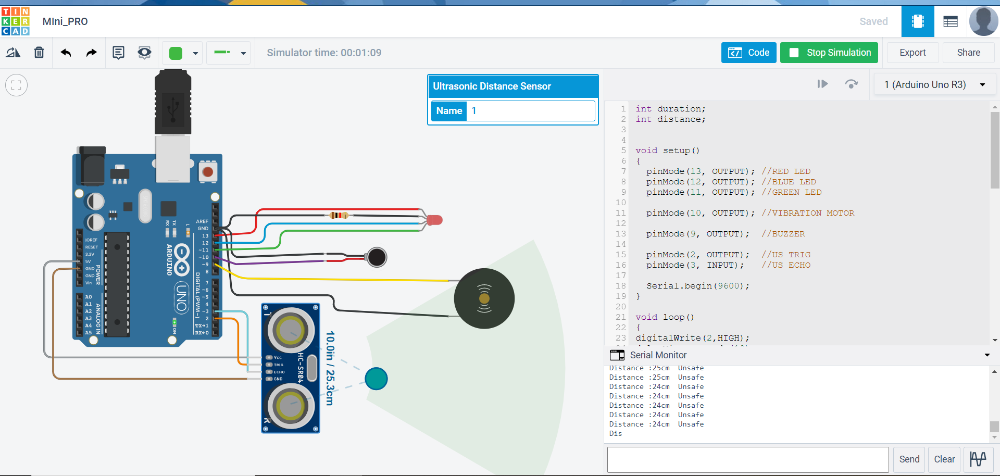 TIN
KER
CAD
MIni_PRO
Saved
Simulator time: 00:01:09
Code
Stop Simulation
Export
Share
Ultrasonic Distance Sensor
Name 1
1 (Arduino Uno R3)
1 int duration;
2 int distance;
3
4
5 void setup()
6 {
7 pinMode(13, OUTPUT); //RED LED
8 pinMode(12, OUTPUT); //BLUE LED
9 pinMode(11, OUTPUT); //GREEN LED
10
11 pinMode(10, OUTPUT); //VIBRATION MOTOR
12
13 pinMode(9, OUTPUT); //BUZZER
14
15 pinMode(2, OUTPUT); //US TRIG
16 pinMode(3, INPUT); //US ECHO
17
18 Serial.begin(9600);
19 }
20
21 void loop()
22 {
23 digitalWrite(2,HIGH);
Serial Monitor
Distance :25cm Unsafe
Distance :25cm Unsafe
Distance :24cm Unsafe
Distance :24cm Unsafe
Distance :24cm Unsafe
Distance :24cm Unsafe
Distance :24cm Unsafe
Dis
Send
Clear
AREF
GND
13
12
~11
~10
~9
8
7
~6
~5
4
~3
2
TX→1
RX←0
DIGITAL (PWM~)
RX
TX
L
ARDUINO
UNO
ON
IOREF
RESET
3.3V
5V
GND
GND
Vin
POWER
A0
A1
A2
A3
A4
A5
ANALOG IN
T
Vcc
TRIG
ECHO
GND
HC-SR04
R
10.0in / 25.3cm